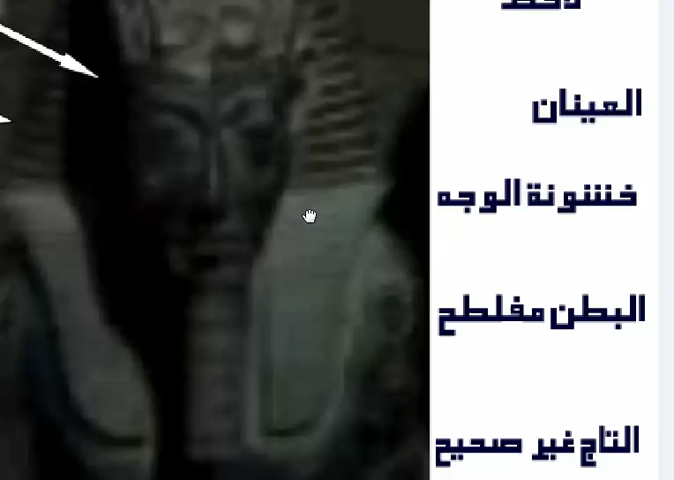 العينان
خشونة الوجه
البطن مفلطح
التاج غير صحيح